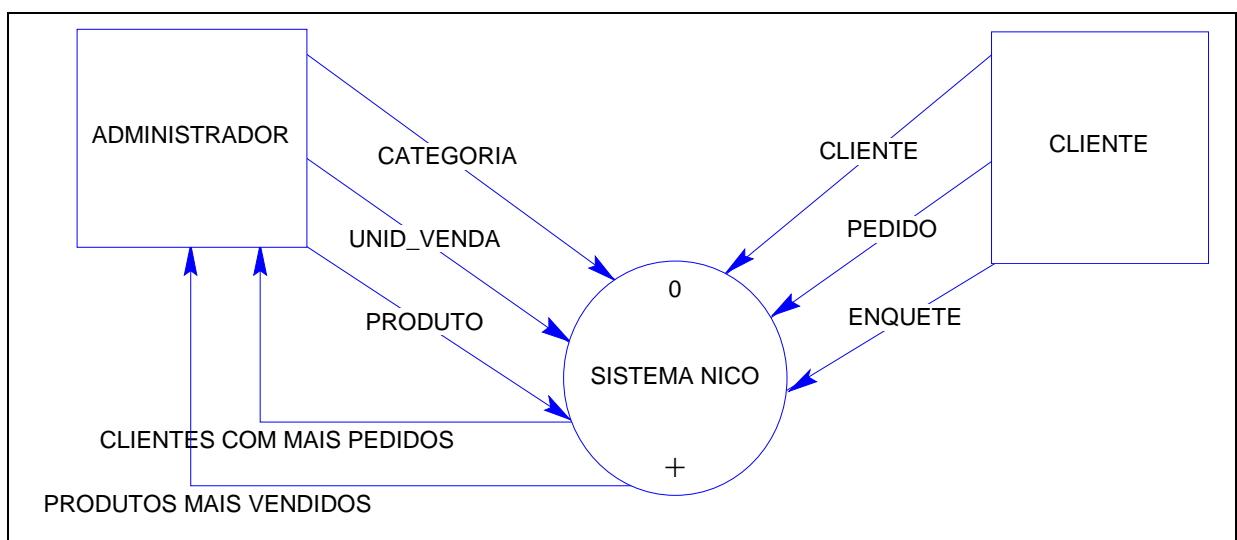 ADMINISTRADOR
CLIENTE
CATEGORIA
CLIENTE
UNID_VENDA
PEDIDO
PRODUTO
ENQUETE
0
SISTEMA NICO
+
CLIENTES COM MAIS PEDIDOS
PRODUTOS MAIS VENDIDOS